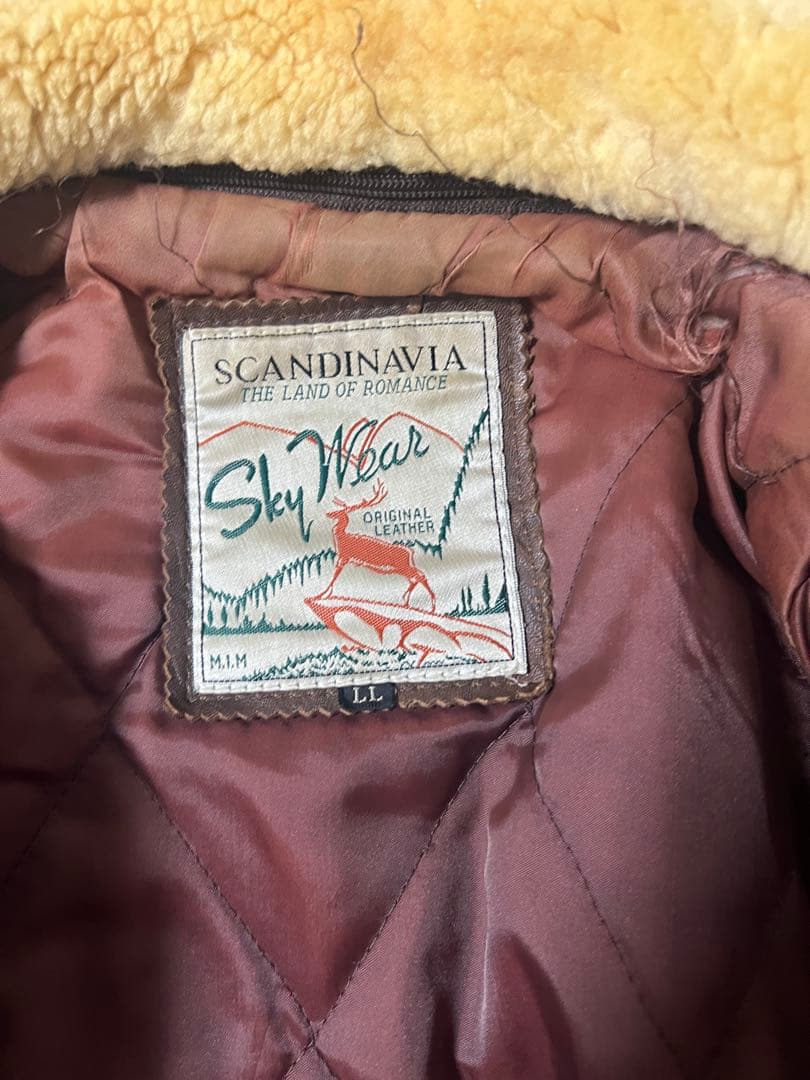 SCANDINAVIA
THE LAND OF ROMANCE
Sky Wear
ORIGINAL
LEATHER
M.I.M
LL